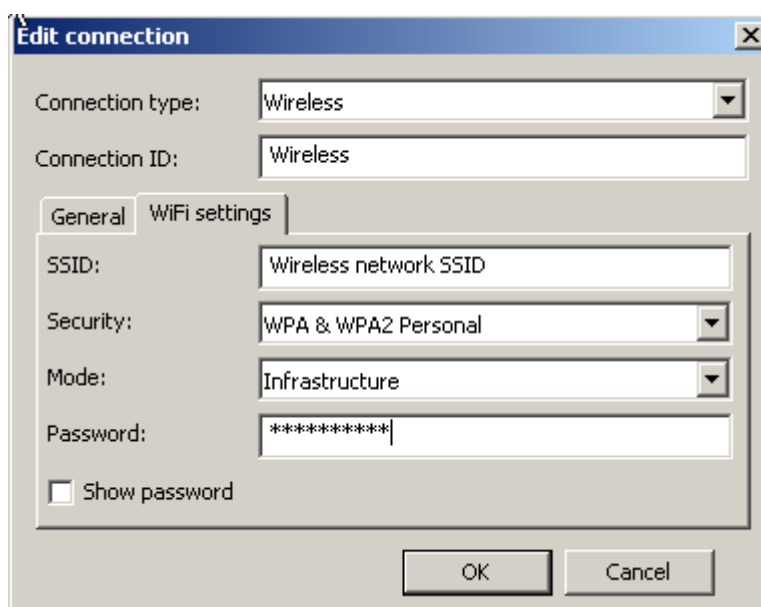 Edit connection
Connection type: Wireless
Connection ID: Wireless
General WiFi settings
SSID: Wireless network SSID
Security: WPA & WPA2 Personal
Mode: Infrastructure
Password: **********
Show password
OK Cancel